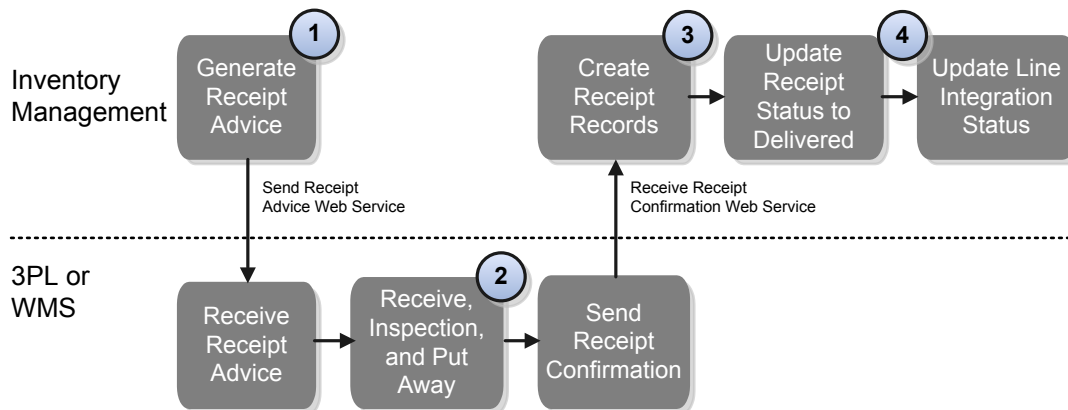 1
3
4
Inventory
Management
Generate
Receipt
Advice
Create
Receipt
Records
Update
Receipt
Status to
Delivered
Update Line
Integration
Status
Send Receipt
Advice Web Service
Receive Receipt
Confirmation Web Service
3PL or
WMS
2
Receive
Receipt
Advice
Receive,
Inspection,
and Put
Away
Send
Receipt
Confirmation